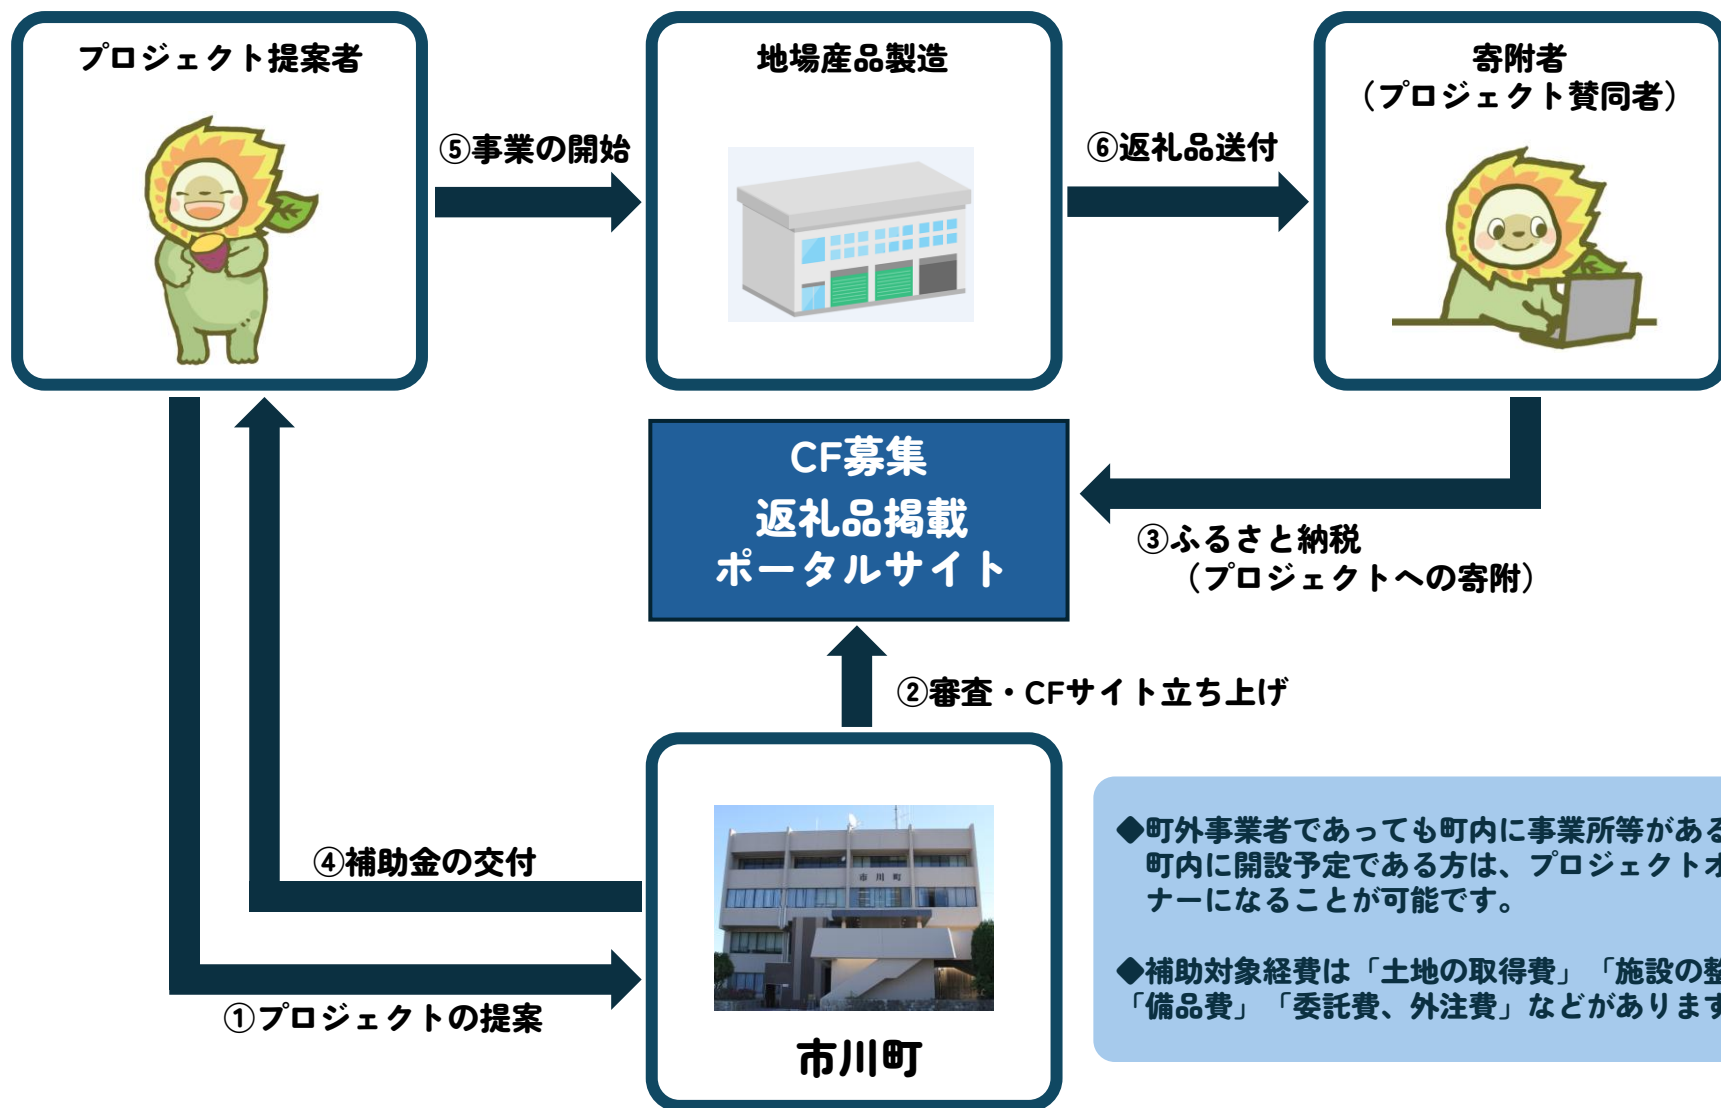 プロジェクト提案者
地場産品製造
寄附者
（プロジェクト賛同者）
⑤事業の開始
⑥返礼品送付
CF募集
返礼品掲載
ポータルサイト
③ふるさと納税
（プロジェクトへの寄附）
②審査・CFサイト立ち上げ
④補助金の交付
①プロジェクトの提案
市川町
市川町
◆町外事業者であっても町内に事業所等がある
町内に開設予定である方は、プロジェクトオ
ナーになることが可能です。
◆補助対象経費は「土地の取得費」「施設の整
「備品費」「委託費、外注費」などがあります